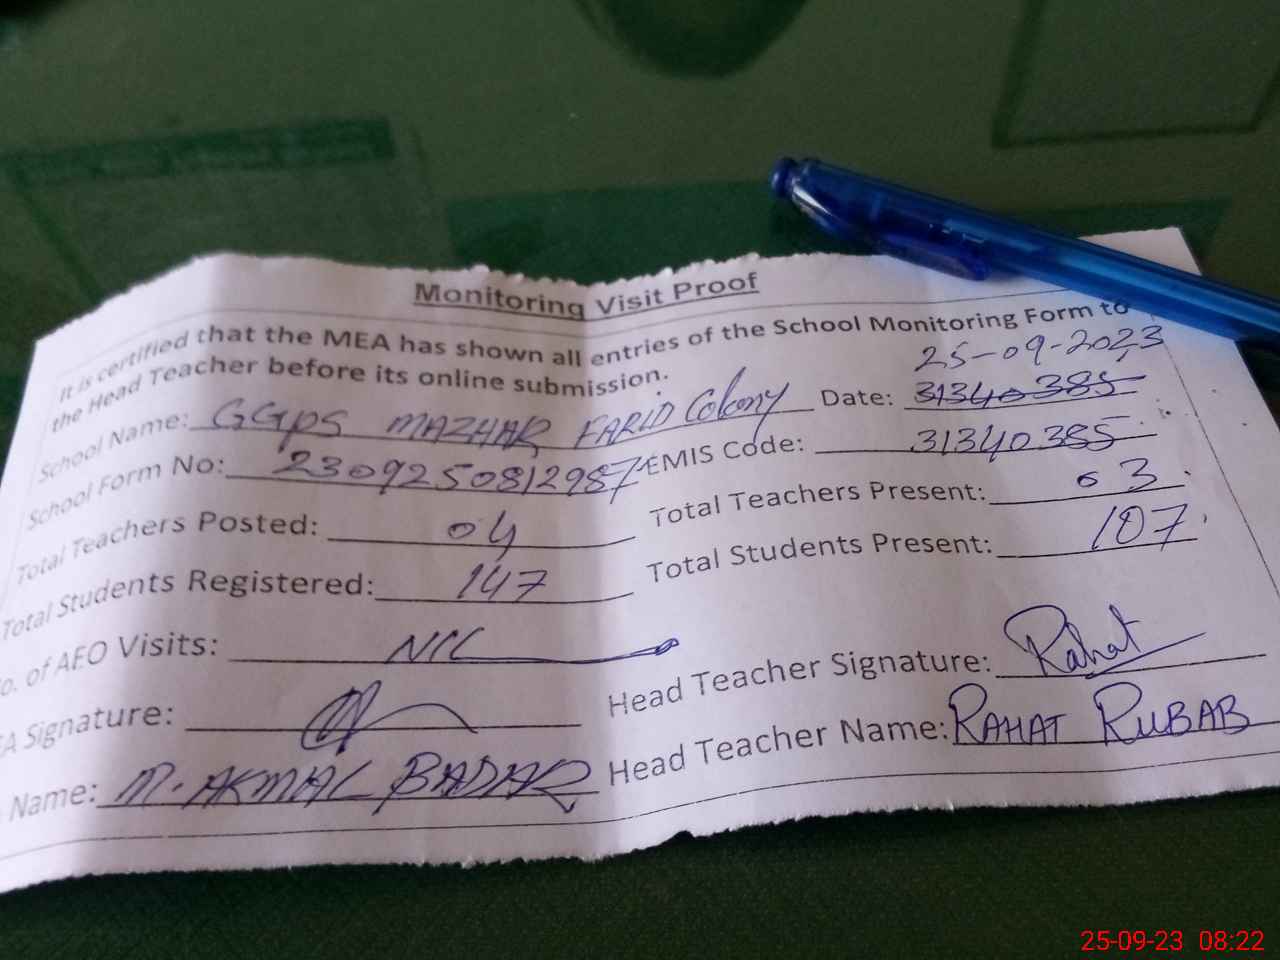 Monitoring Visit Proof
It is certified that the MEA has shown all entries of the School Monitoring Form to
the Head Teacher before its online submission.
25-09-2023
School Name: GGPS MAZHAR FARID Colony Date: 31340385
School Form No: 2309250812987 EMIS Code: 31340385
Total Teachers Posted: 04 Total Teachers Present: 03
Total Students Registered: 147 Total Students Present: 107
o. of AEO Visits: NIL
EA Signature: Head Teacher Signature: Rahat
Name: M. AKMAL BADAR Head Teacher Name: RAHAT RUBAB
25-09-23 08:22